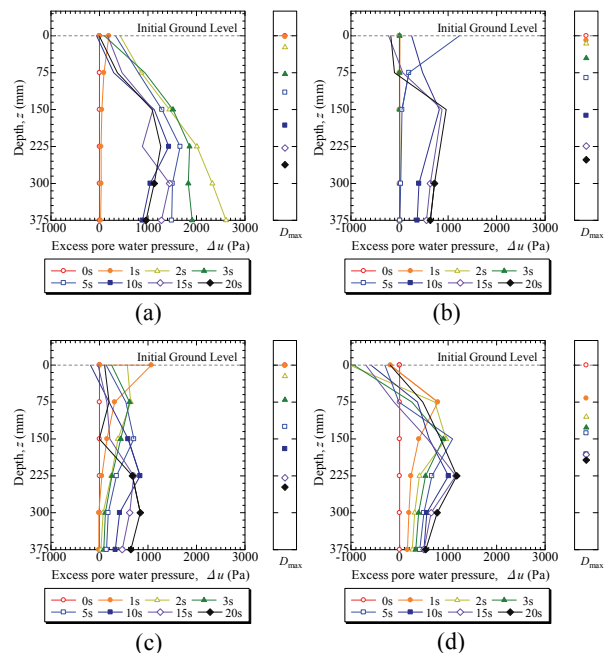 Initial Ground Level
0
75
150
225
300
375
Depth, z (mm)
-1000 0 1000 2000 3000
Excess pore water pressure, Δu (Pa)
Dmax
0s 1s 2s 3s
5s 10s 15s 20s
(a)
Initial Ground Level
0
75
150
225
300
375
Depth, z (mm)
-1000 0 1000 2000 3000
Excess pore water pressure, Δu (Pa)
Dmax
0s 1s 2s 3s
5s 10s 15s 20s
(b)
Initial Ground Level
0
75
150
225
300
375
Depth, z (mm)
-1000 0 1000 2000 3000
Excess pore water pressure, Δu (Pa)
Dmax
0s 1s 2s 3s
5s 10s 15s 20s
(c)
Initial Ground Level
0
75
150
225
300
375
Depth, z (mm)
-1000 0 1000 2000 3000
Excess pore water pressure, Δu (Pa)
Dmax
0s 1s 2s 3s
5s 10s 15s 20s
(d)